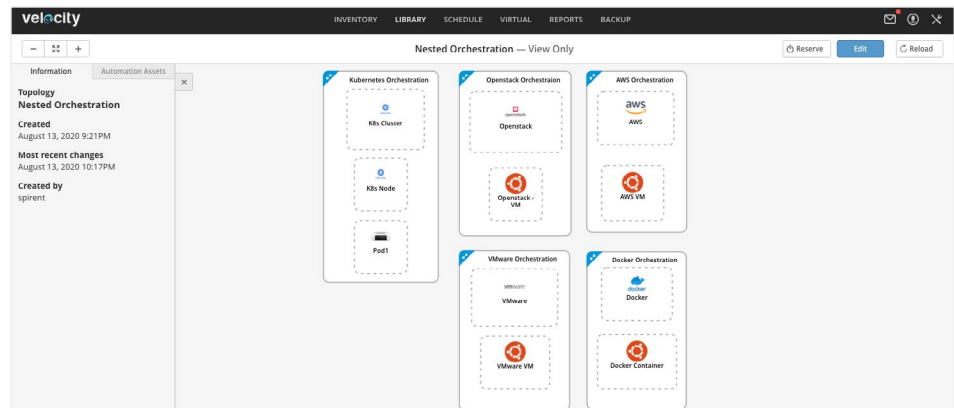 velocity
INVENTORY LIBRARY SCHEDULE VIRTUAL REPORTS BACKUP
Nested Orchestration — View Only
Reserve
Edit
Reload
Information
Automation Assets
Topology
Nested Orchestration
Created
August 13, 2020 9:21PM
Most recent changes
August 13, 2020 10:17PM
Created by
spirent
Kubernetes Orchestration
K8s Cluster
K8s Node
Pod1
Openstack Orchestraion
openstack
Openstack
Openstack -
VM
AWS Orchestration
aws
AWS
AWS VM
VMware Orchestration
vmware
VMware
VMware VM
Docker Orchestration
docker
Docker
Docker Container